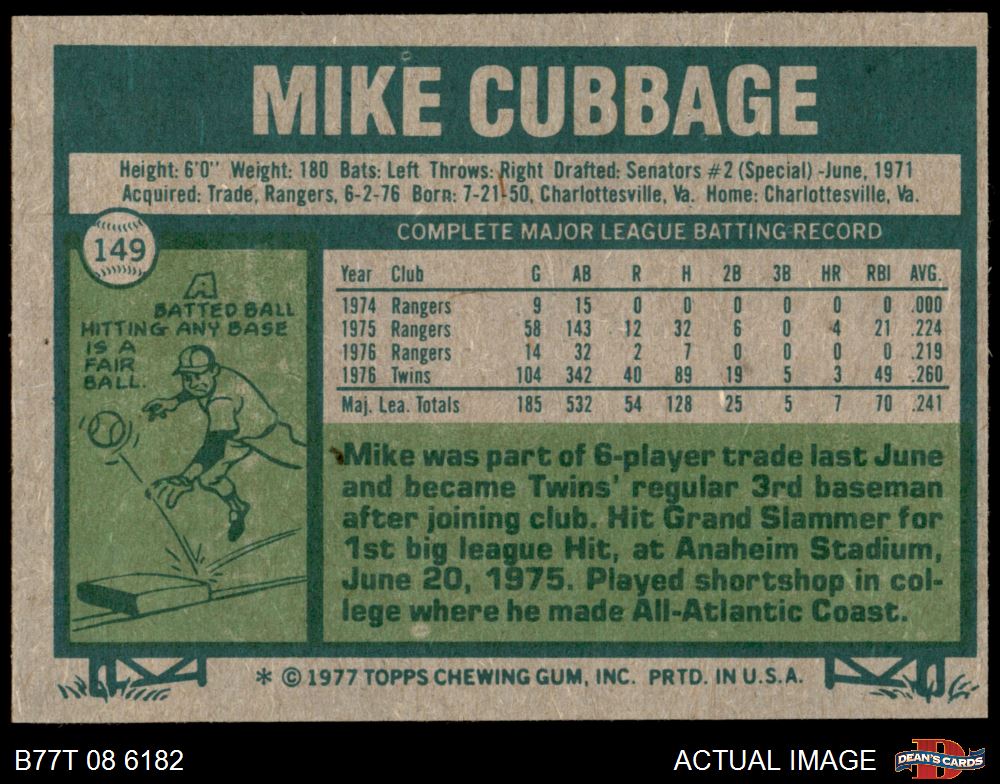 MIKE CUBBAGE
Height: 6'0" Weight: 180 Bats: Left Throws: Right Drafted: Senators #2 (Special) -June, 1971
Acquired: Trade, Rangers, 6-2-76 Born: 7-21-50, Charlottesville, Va. Home: Charlottesville, Va.
149
A
BATTED BALL
HITTING ANY BASE
IS A
FAIR
BALL.
COMPLETE MAJOR LEAGUE BATTING RECORD
Year Club G AB R H 2B 3B HR RBI AVG.
1974 Rangers 9 15 0 0 0 0 0 0 .000
1975 Rangers 58 143 12 32 6 0 4 21 .224
1976 Rangers 14 32 2 7 0 0 0 0 .219
1976 Twins 104 342 40 89 19 5 3 49 .260
Maj. Lea. Totals 185 532 54 128 25 5 7 70 .241
Mike was part of 6-player trade last June
and became Twins' regular 3rd baseman
after joining club. Hit Grand Slammer for
1st big league Hit, at Anaheim Stadium,
June 20, 1975. Played shortshop in col-
lege where he made All-Atlantic Coast.
* © 1977 TOPPS CHEWING GUM, INC. PRTD. IN U.S.A.
B77T 08 6182
ACTUAL IMAGE
D
DEAN'S CARDS